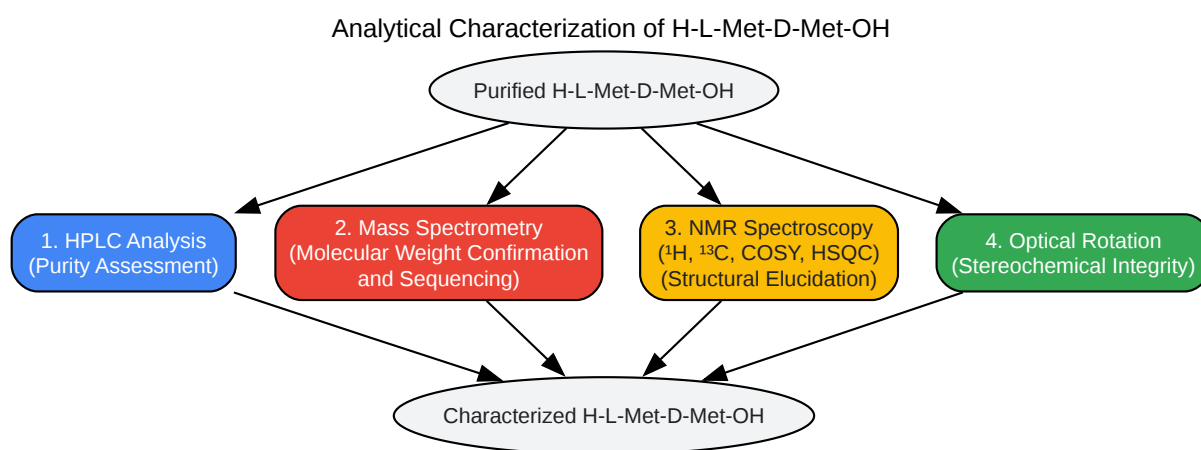 Analytical Characterization of H-L-Met-D-Met-OH
Purified H-L-Met-D-Met-OH
1. HPLC Analysis
(Purity Assessment)
2. Mass Spectrometry
(Molecular Weight Confirmation
and Sequencing)
3. NMR Spectroscopy
(¹H, ¹³C, COSY, HSQC)
(Structural Elucidation)
4. Optical Rotation
(Stereochemical Integrity)
Characterized H-L-Met-D-Met-OH